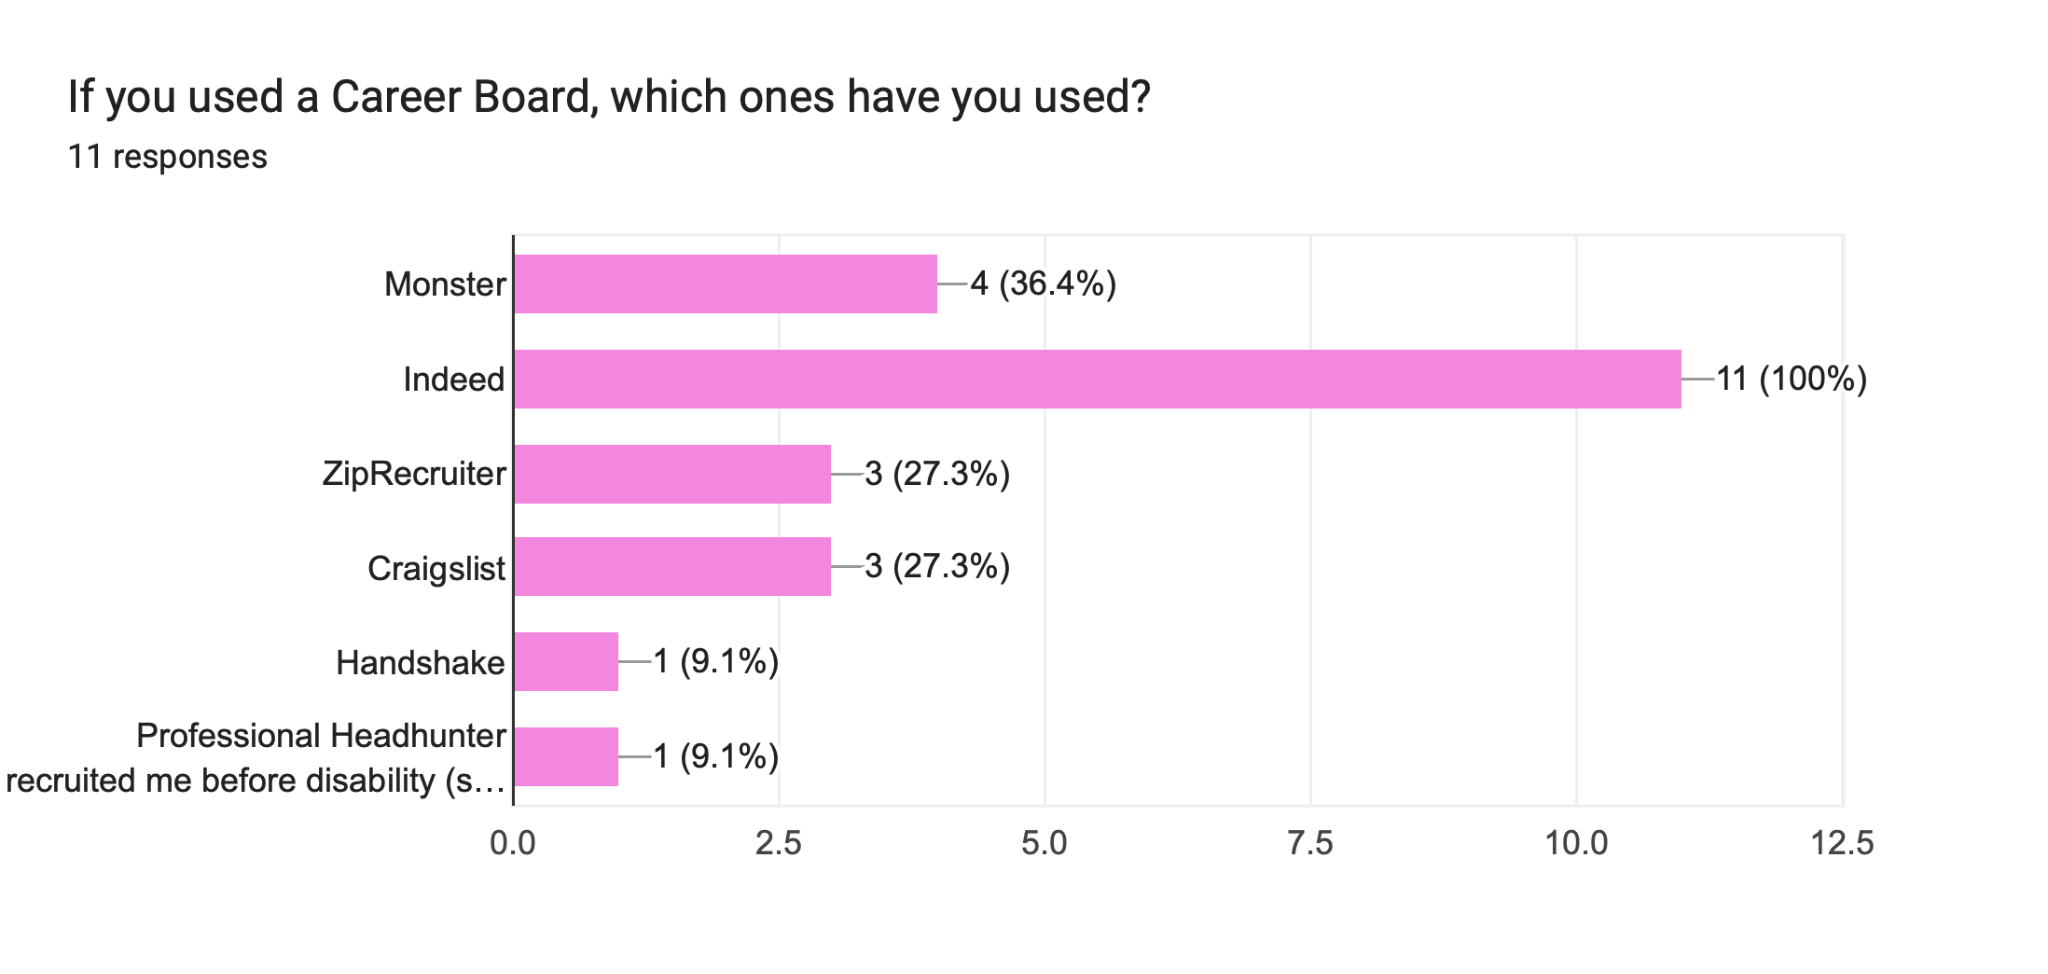 If you used a Career Board, which ones have you used?
11 responses
Monster
4 (36.4%)
Indeed
11 (100%)
ZipRecruiter
3 (27.3%)
Craigslist
3 (27.3%)
Handshake
1 (9.1%)
Professional Headhunter
recruited me before disability (s…
1 (9.1%)
0.0 2.5 5.0 7.5 10.0 12.5